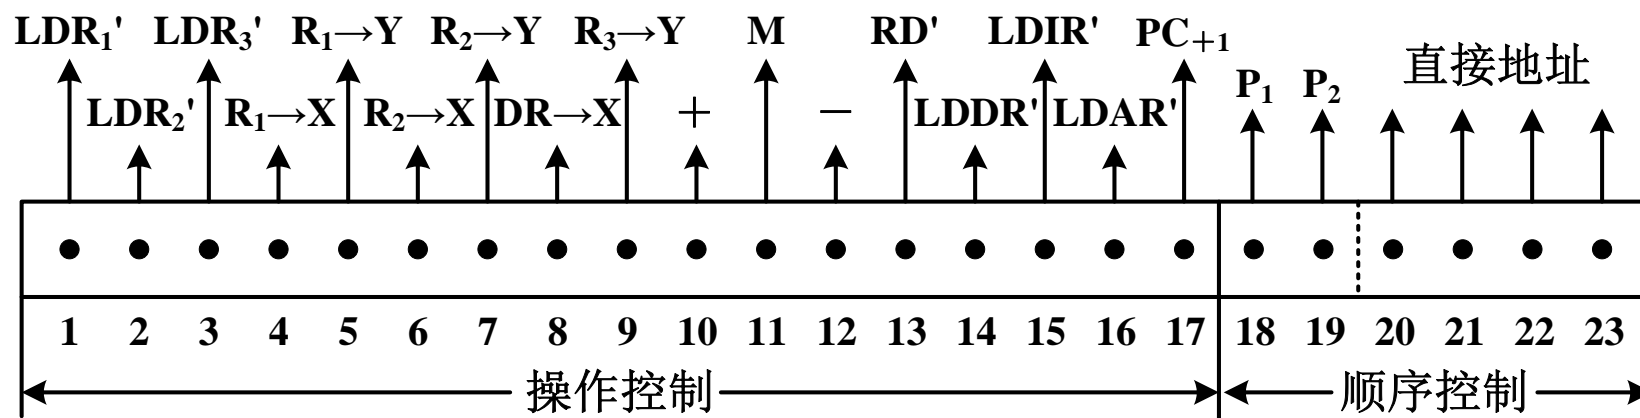 LDR₁' LDR₃' R₁→Y R₂→Y R₃→Y M RD' LDIR' PC₊₁
直接地址
P₁ P₂
LDR₂' R₁→X R₂→X DR→X + − LDDR' LDAR'
1 2 3 4 5 6 7 8 9 10 11 12 13 14 15 16 17 18 19 20 21 22 23
操作控制 顺序控制